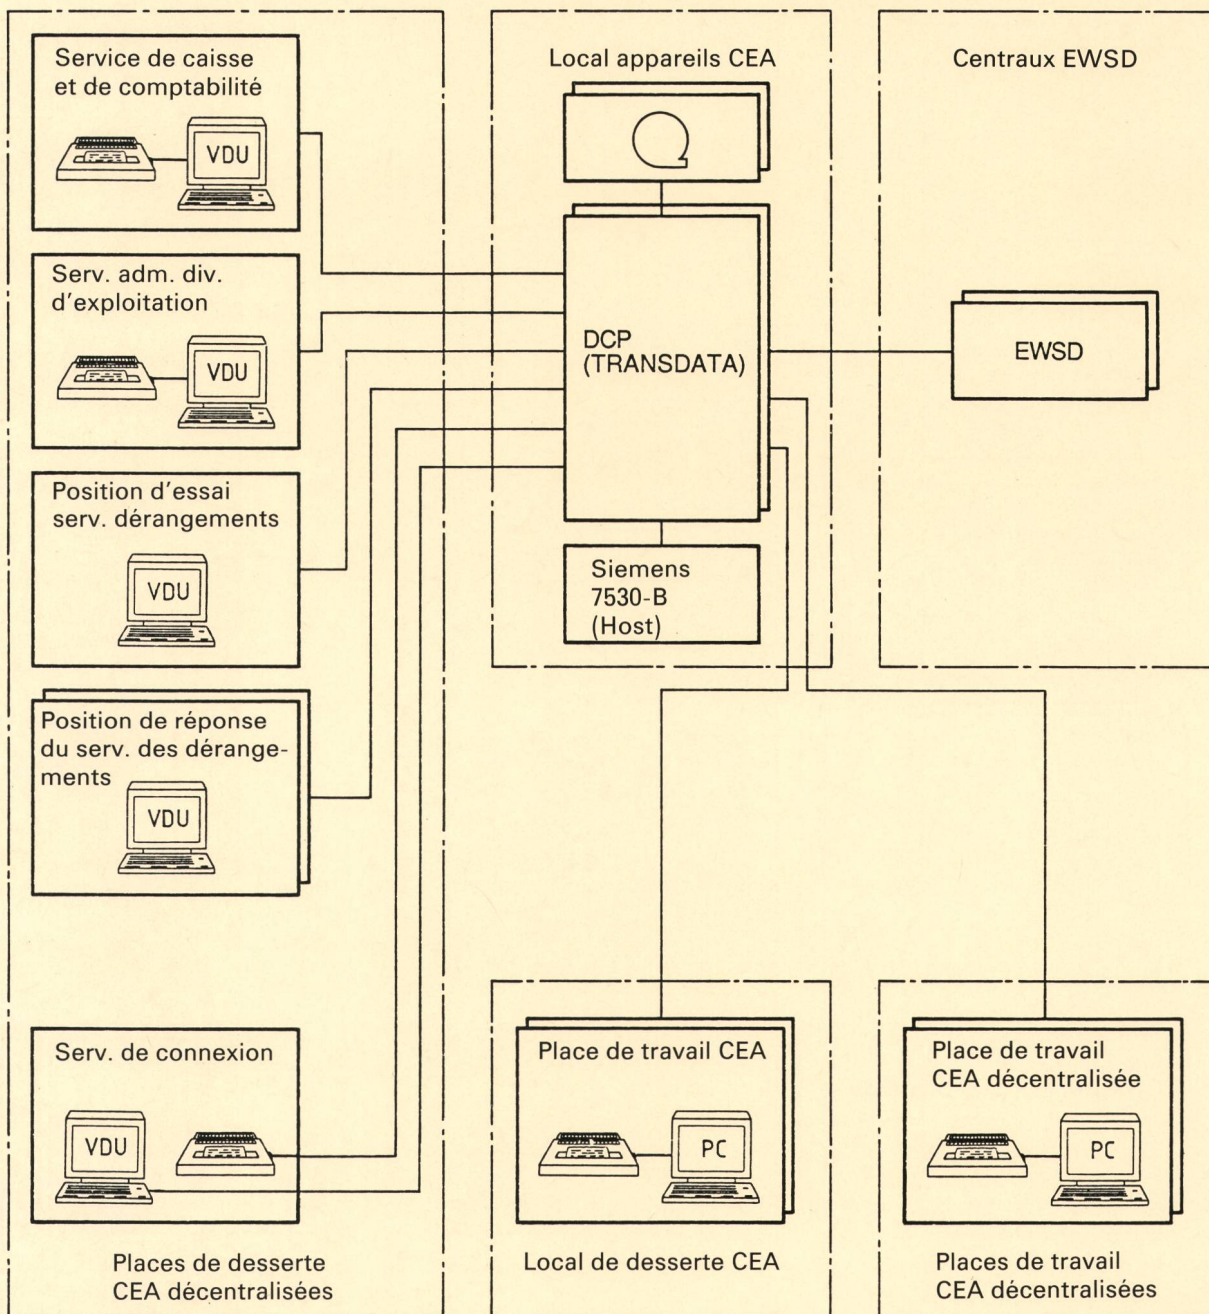 Service de caisse
et de comptabilité
VDU
Serv. adm. div.
d'exploitation
VDU
Position d'essai
serv. dérangements
VDU
Position de réponse
du serv. des dérange-
ments
VDU
Serv. de connexion
VDU
Places de desserte
CEA décentralisées
Local appareils CEA
DCP
(TRANSDATA)
Siemens
7530-B
(Host)
Centraux EWSD
EWSD
Place de travail CEA
PC
Local de desserte CEA
Place de travail
CEA décentralisée
PC
Places de travail
CEA décentralisées